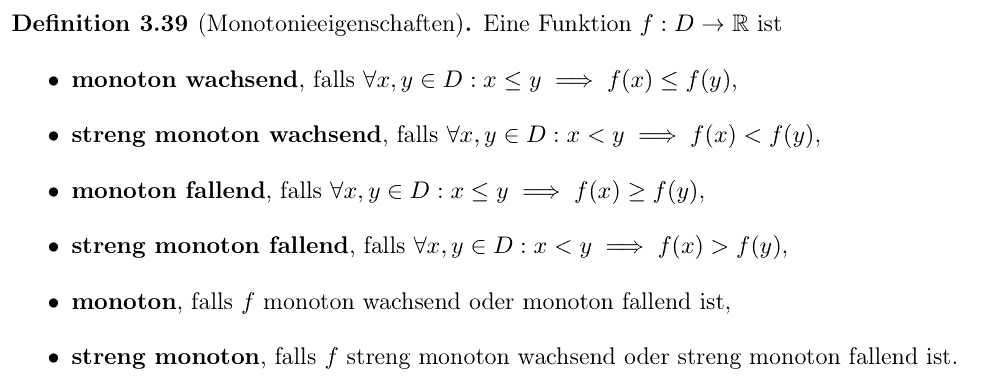 Definition 3.39 (Monotonieeigenschaften). Eine Funktion f : D → ℝ ist
• monoton wachsend, falls ∀x, y ∈ D : x ≤ y ⟹ f(x) ≤ f(y),
• streng monoton wachsend, falls ∀x, y ∈ D : x < y ⟹ f(x) < f(y),
• monoton fallend, falls ∀x, y ∈ D : x ≤ y ⟹ f(x) ≥ f(y),
• streng monoton fallend, falls ∀x, y ∈ D : x < y ⟹ f(x) > f(y),
• monoton, falls f monoton wachsend oder monoton fallend ist,
• streng monoton, falls f streng monoton wachsend oder streng monoton fallend ist.